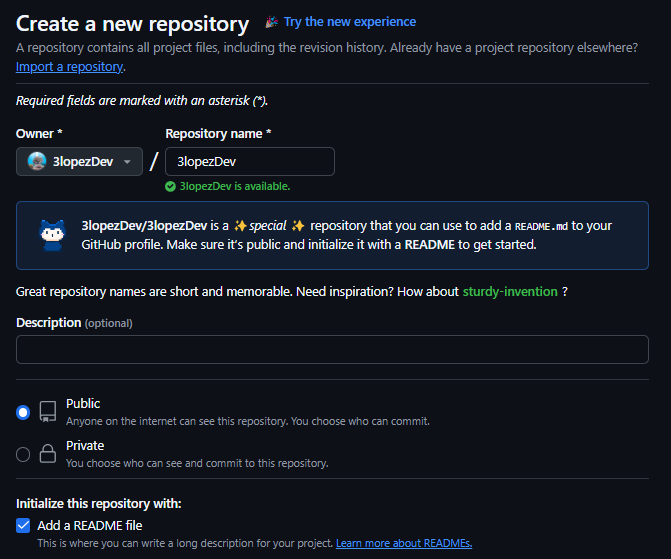 Create a new repository Try the new experience
A repository contains all project files, including the revision history. Already have a project repository elsewhere?
Import a repository.
Required fields are marked with an asterisk (*).
Owner * Repository name *
3lopezDev / 3lopezDev
3lopezDev is available.
3lopezDev/3lopezDev is a ✨special ✨ repository that you can use to add a README.md to your
GitHub profile. Make sure it's public and initialize it with a README to get started.
Great repository names are short and memorable. Need inspiration? How about sturdy-invention ?
Description (optional)
Public
Anyone on the internet can see this repository. You choose who can commit.
Private
You choose who can see and commit to this repository.
Initialize this repository with:
Add a README file
This is where you can write a long description for your project. Learn more about READMEs.